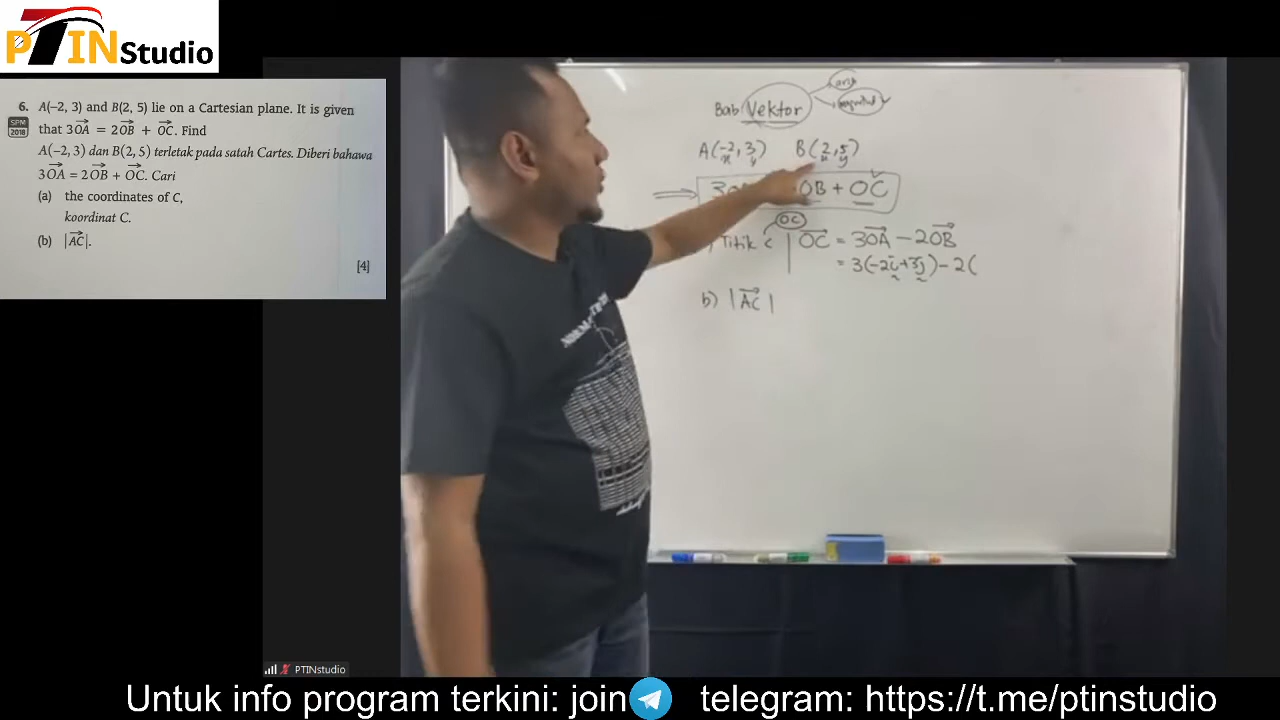 PTIN Studio
6. A(−2, 3) and B(2, 5) lie on a Cartesian plane. It is given
SPM 2018 that 3OA⃗ = 2OB⃗ + OC⃗. Find
A(−2, 3) dan B(2, 5) terletak pada satah Cartes. Diberi bahawa
3OA⃗ = 2OB⃗ + OC⃗. Cari
(a) the coordinates of C,
koordinat C.
(b) |AC⃗|.
[4]
Bab Vektor
A(-2, 3) B(2, 5)
x y x y
OB + OC
OC
Titik C | OC⃗ = 3OA⃗ − 2OB⃗
= 3(-2i+3j) − 2(
b) |AC⃗|
PTINstudio
Untuk info program terkini: join telegram: https://t.me/ptinstudio